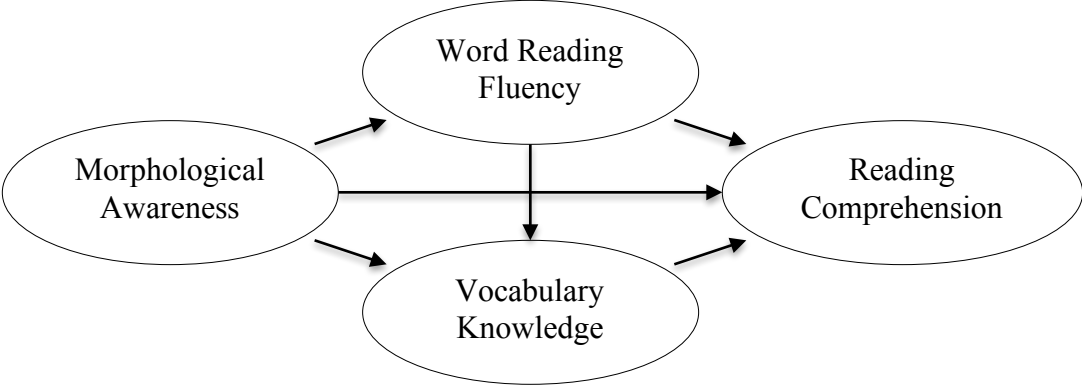 Word Reading
Fluency
Morphological
Awareness
Reading
Comprehension
Vocabulary
Knowledge